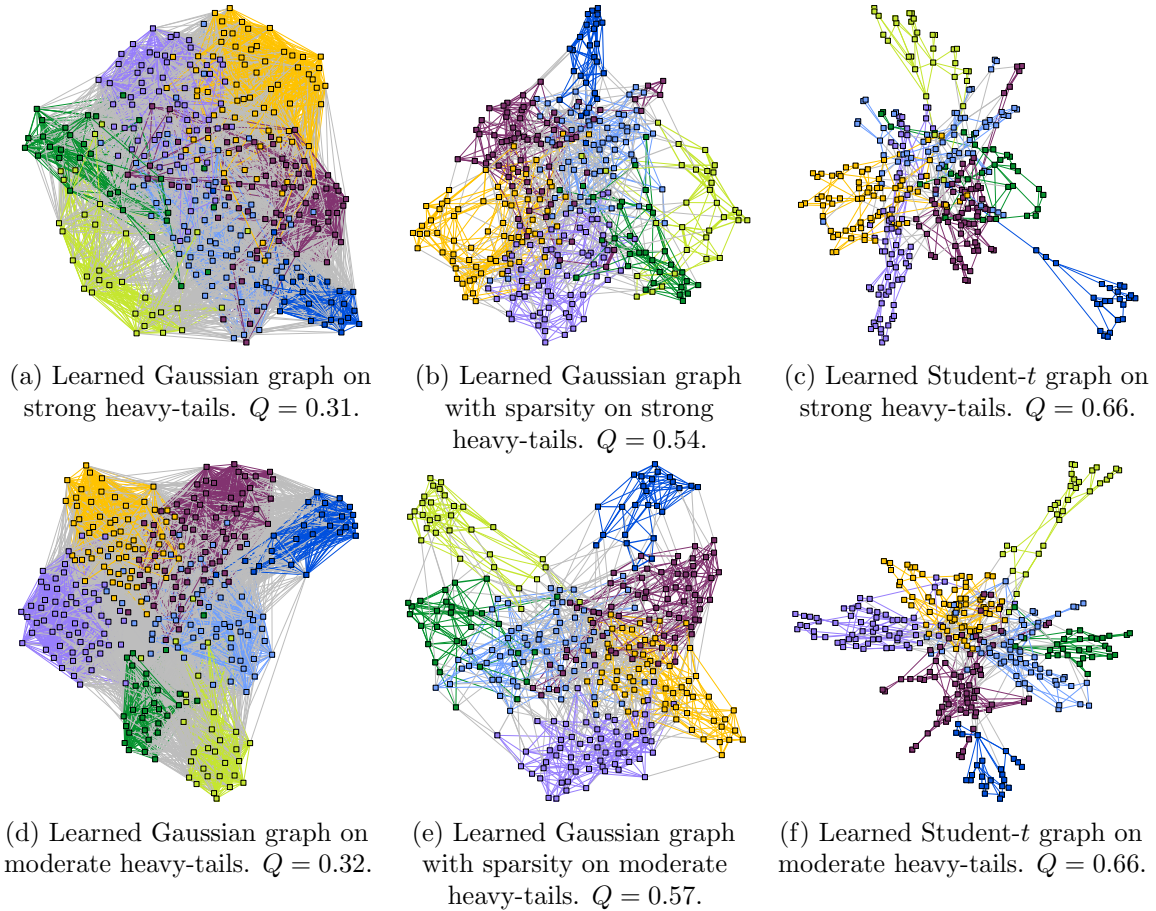 (a) Learned Gaussian graph on
strong heavy-tails. Q = 0.31.
(b) Learned Gaussian graph
with sparsity on strong
heavy-tails. Q = 0.54.
(c) Learned Student-t graph on
strong heavy-tails. Q = 0.66.
(d) Learned Gaussian graph on
moderate heavy-tails. Q = 0.32.
(e) Learned Gaussian graph
with sparsity on moderate
heavy-tails. Q = 0.57.
(f) Learned Student-t graph on
moderate heavy-tails. Q = 0.66.